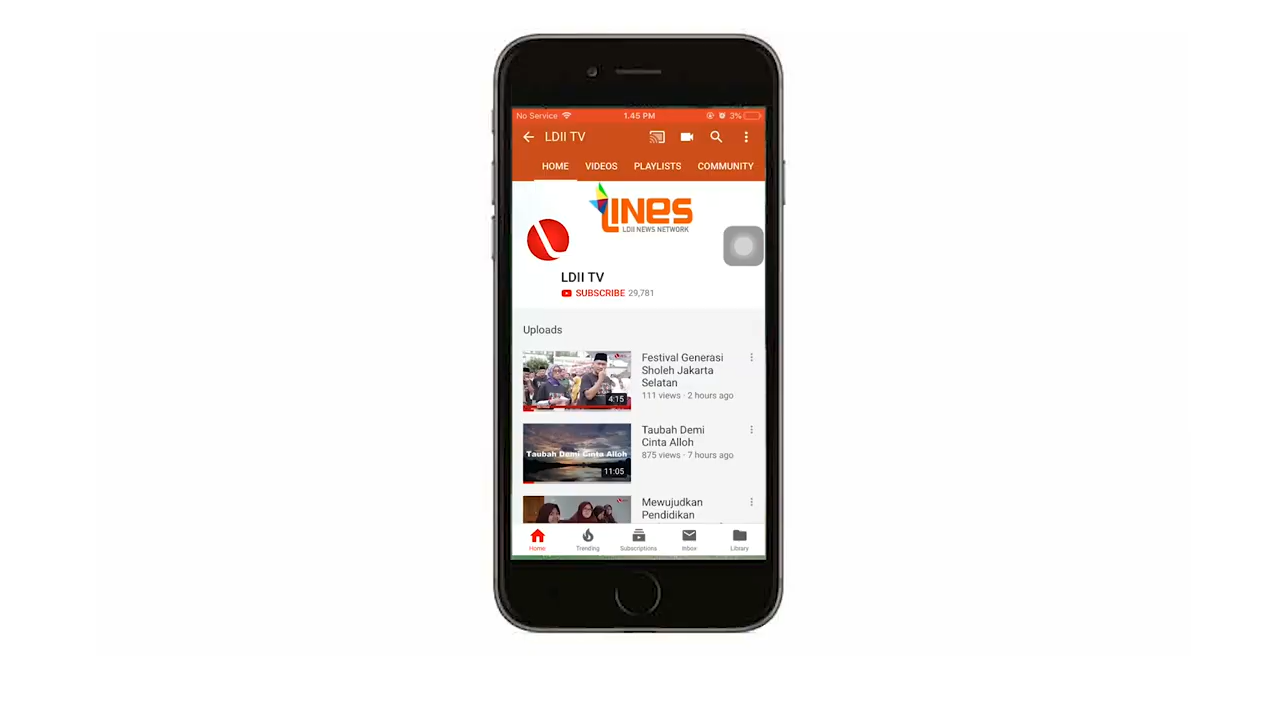 No Service 1.45 PM 3%
LDII TV
HOME VIDEOS PLAYLISTS COMMUNITY
LINES
LDII NEWS NETWORK
LDII TV
SUBSCRIBE 29,781
Uploads
Festival Generasi
Sholeh Jakarta
Selatan
111 views · 2 hours ago
4:15
Taubah Demi
Cinta Alloh
875 views · 7 hours ago
Taubah Demi Cinta Alloh
11:05
Mewujudkan
Pendidikan
Home Trending Subscriptions Inbox Library